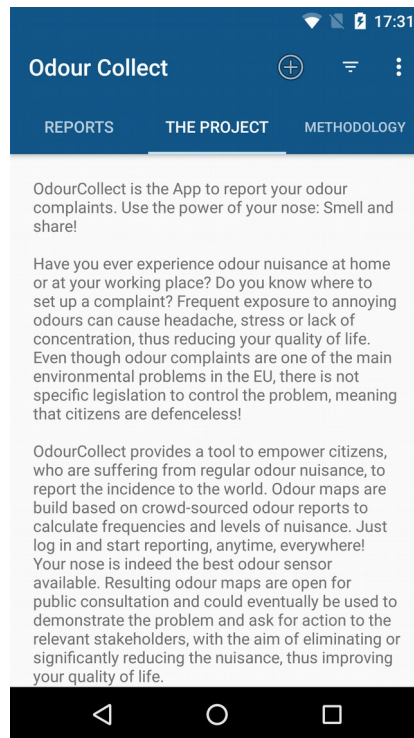 17:31
Odour Collect
REPORTS THE PROJECT METHODOLOGY
OdourCollect is the App to report your odour
complaints. Use the power of your nose: Smell and
share!
Have you ever experience odour nuisance at home
or at your working place? Do you know where to
set up a complaint? Frequent exposure to annoying
odours can cause headache, stress or lack of
concentration, thus reducing your quality of life.
Even though odour complaints are one of the main
environmental problems in the EU, there is not
specific legislation to control the problem, meaning
that citizens are defenceless!
OdourCollect provides a tool to empower citizens,
who are suffering from regular odour nuisance, to
report the incidence to the world. Odour maps are
build based on crowd-sourced odour reports to
calculate frequencies and levels of nuisance. Just
log in and start reporting, anytime, everywhere!
Your nose is indeed the best odour sensor
available. Resulting odour maps are open for
public consultation and could eventually be used to
demonstrate the problem and ask for action to the
relevant stakeholders, with the aim of eliminating or
significantly reducing the nuisance, thus improving
your quality of life.